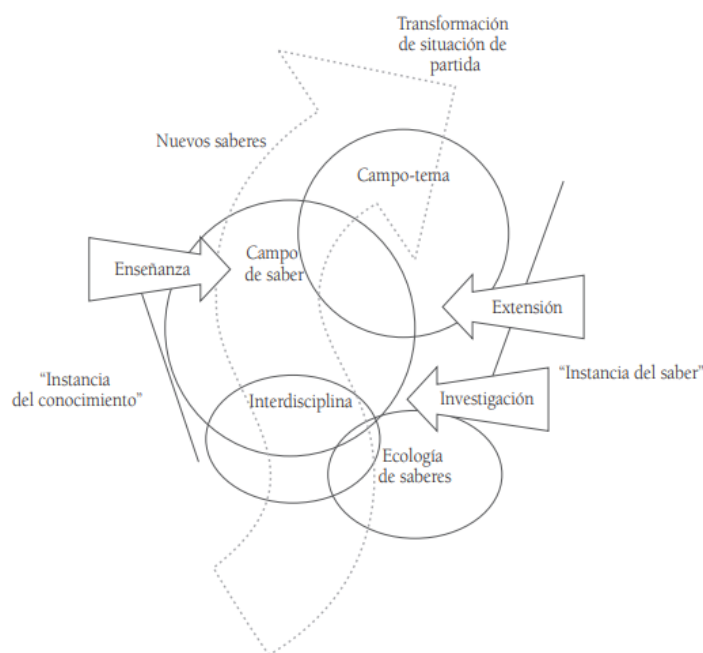 Transformación
de situación de
partida
Nuevos saberes
Campo-tema
Campo
de saber
Enseñanza
Extensión
“Instancia
del conocimiento”
“Instancia del saber”
Interdisciplina
Investigación
Ecología
de saberes